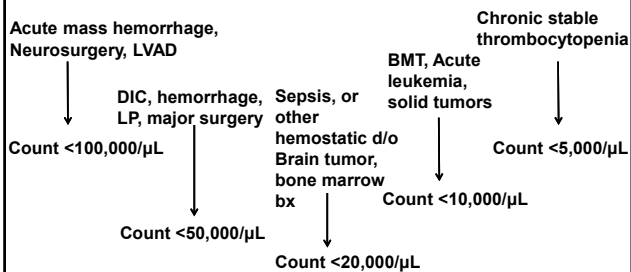 Acute mass hemorrhage,
Neurosurgery, LVAD
Count <100,000/µL
DIC, hemorrhage,
LP, major surgery
Count <50,000/µL
Sepsis, or
other
hemostatic d/o
Brain tumor,
bone marrow
bx
Count <20,000/µL
BMT, Acute
leukemia,
solid tumors
Count <10,000/µL
Chronic stable
thrombocytopenia
Count <5,000/µL